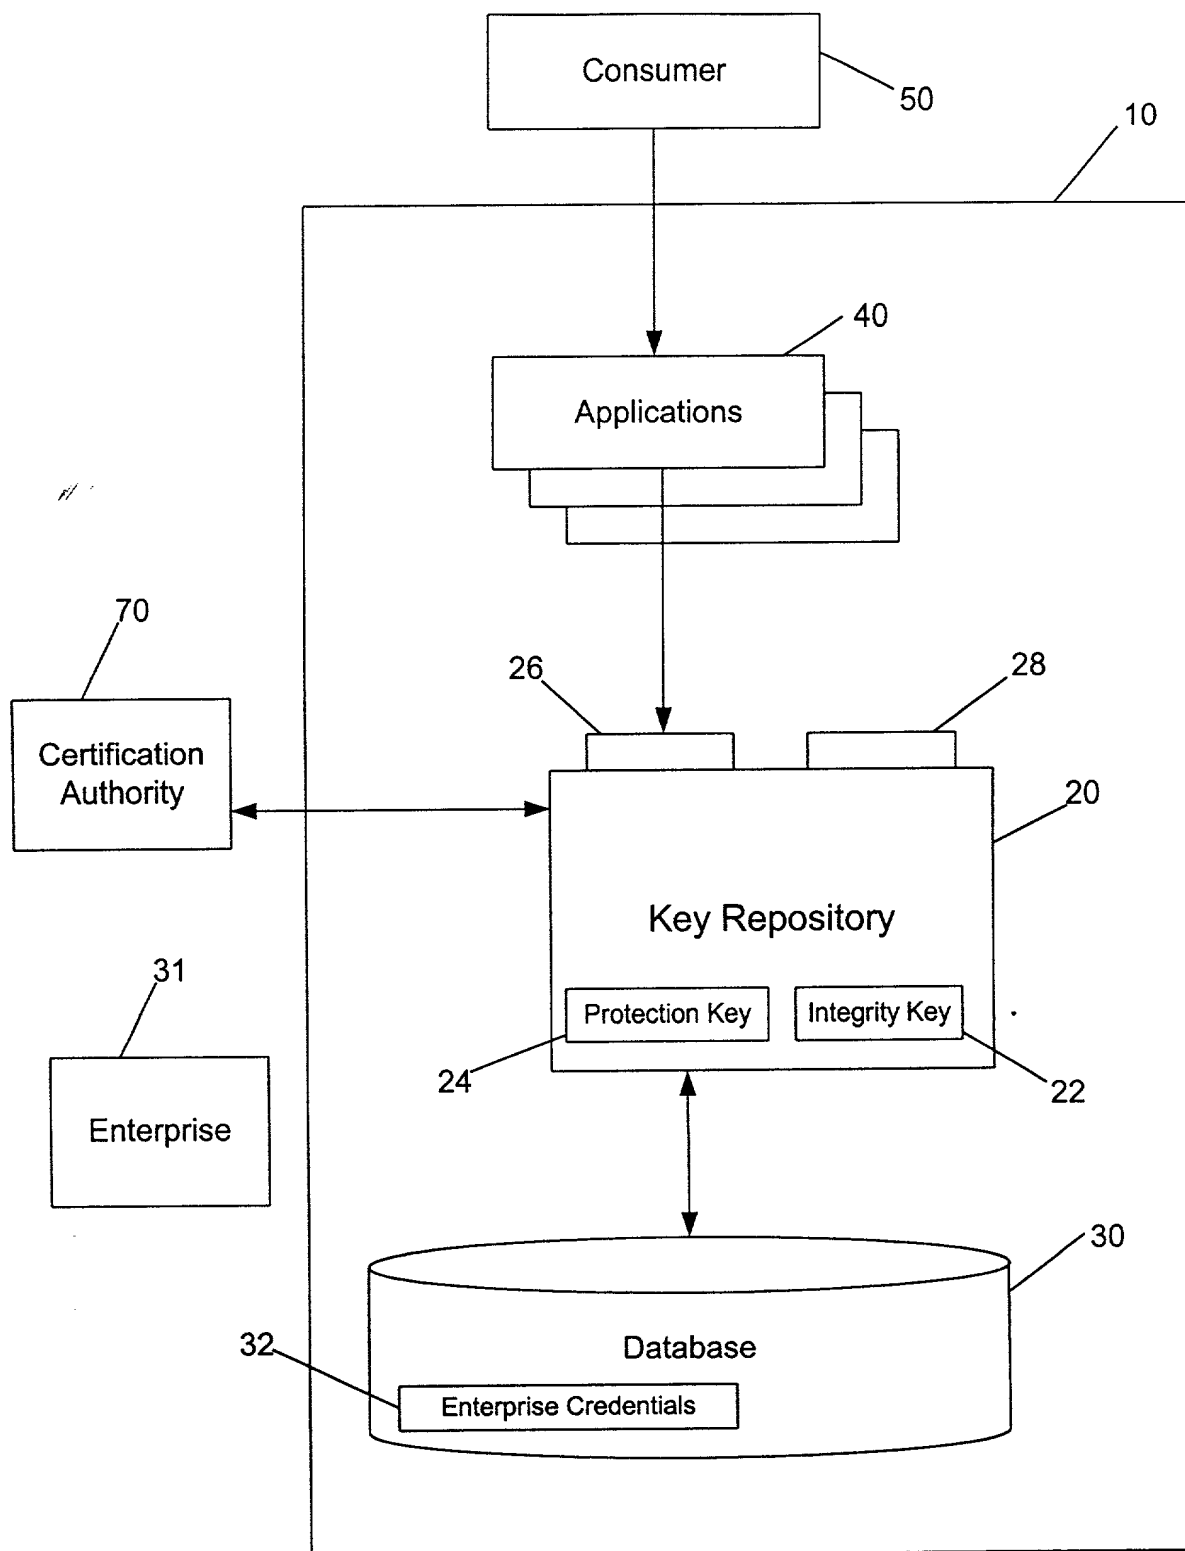 Consumer
50
10
40
Applications
70
26
28
Certification
Authority
20
Key Repository
31
Protection Key
Integrity Key
24
22
Enterprise
30
32
Database
Enterprise Credentials